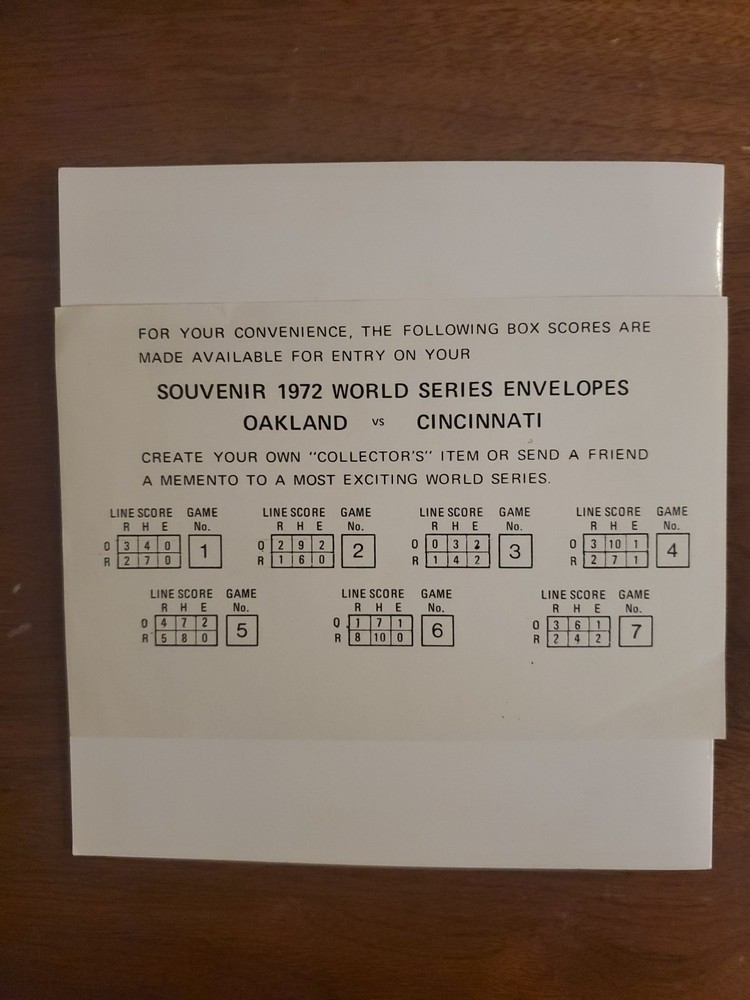 FOR YOUR CONVENIENCE, THE FOLLOWING BOX SCORES ARE
MADE AVAILABLE FOR ENTRY ON YOUR
SOUVENIR 1972 WORLD SERIES ENVELOPES
OAKLAND vs CINCINNATI
CREATE YOUR OWN "COLLECTOR'S" ITEM OR SEND A FRIEND
A MEMENTO TO A MOST EXCITING WORLD SERIES.
LINE SCORE GAME LINE SCORE GAME LINE SCORE GAME LINE SCORE GAME
R H E No. R H E No. R H E No. R H E No.
O 3 4 0 1 O 2 9 2 2 O 0 3 2 3 O 3 10 1 4
R 2 7 0 R 1 6 0 R 1 4 2 R 2 7 1
LINE SCORE GAME LINE SCORE GAME LINE SCORE GAME
R H E No. R H E No. R H E No.
O 4 7 2 5 O 1 7 1 6 O 3 6 1 7
R 5 8 0 R 8 10 0 R 2 4 2